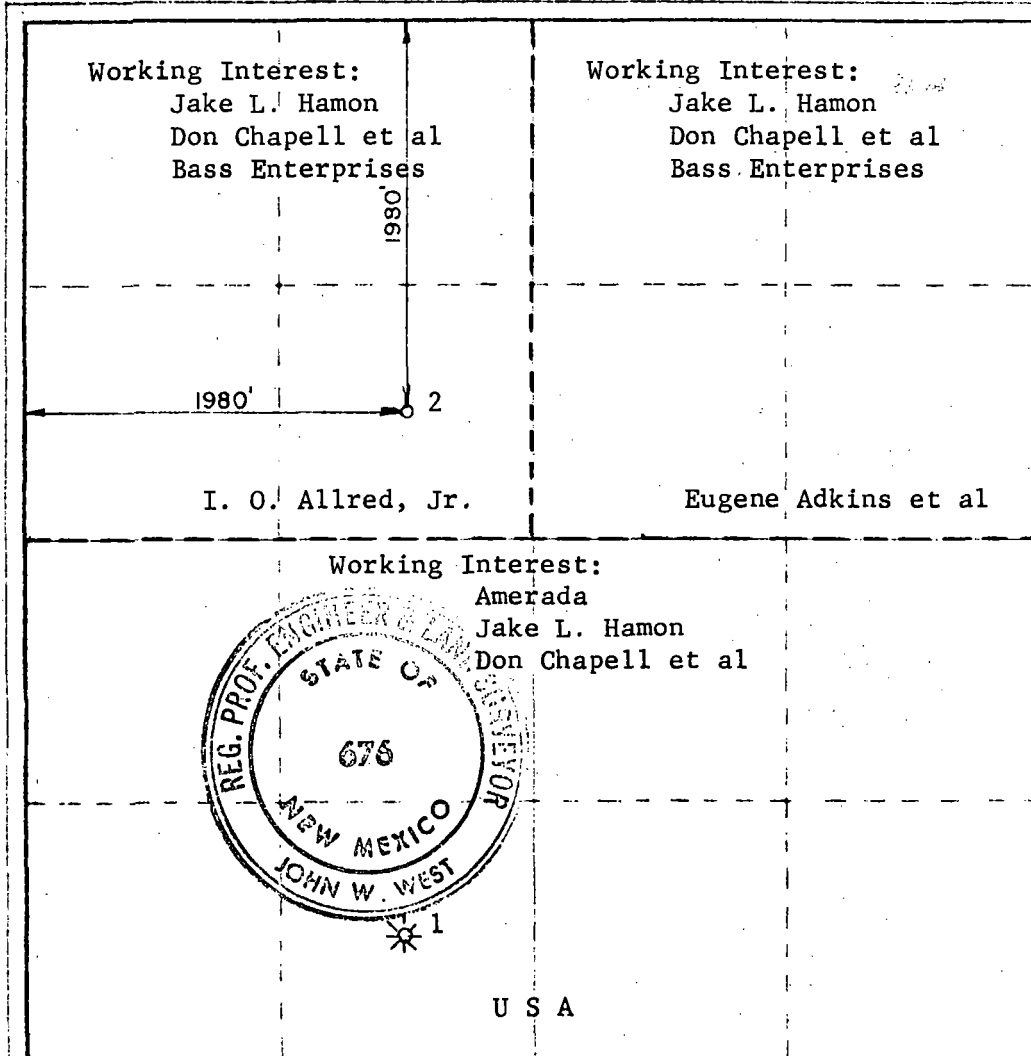 Working Interest:
Jake L. Hamon
Don Chapell et al
Bass Enterprises
Working Interest:
Jake L. Hamon
Don Chapell et al
Bass Enterprises
1980'
1980'
2
I. O. Allred, Jr.
Eugene Adkins et al
Working Interest:
Amerada
Jake L. Hamon
Don Chapell et al
REG. PROF. ENGINEER & LAND SURVEYOR
STATE OF
676
NEW MEXICO
JOHN W. WEST
1
U S A